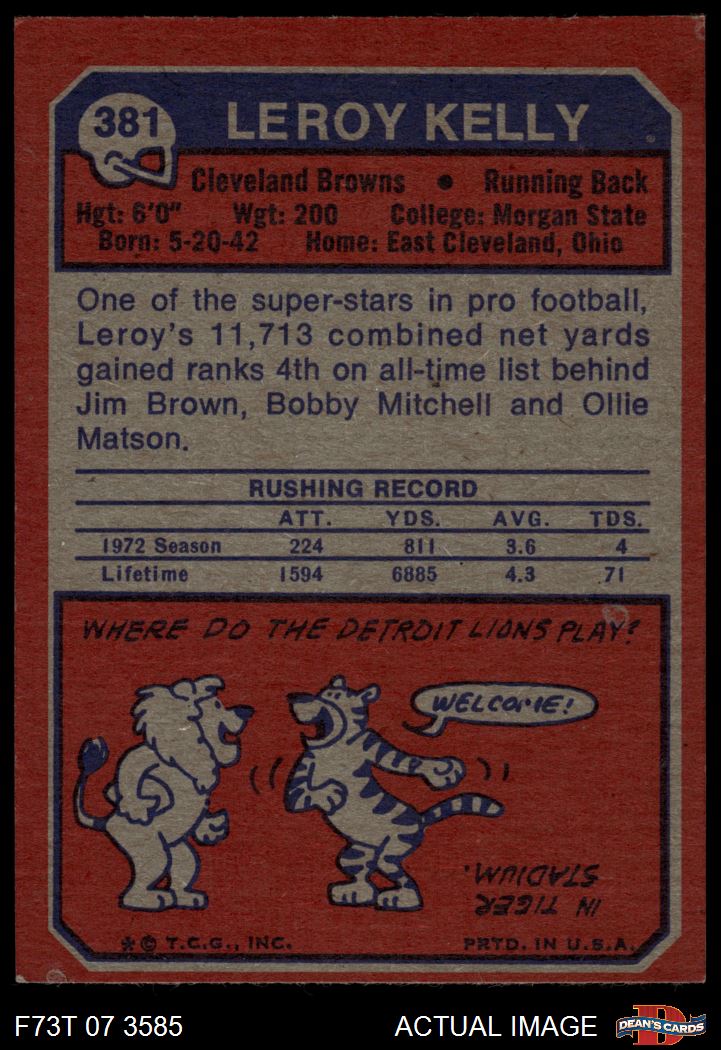 381
LEROY KELLY
Cleveland Browns • Running Back
Hgt: 6'0" Wgt: 200 College: Morgan State
Born: 5-20-42 Home: East Cleveland, Ohio
One of the super-stars in pro football,
Leroy's 11,713 combined net yards
gained ranks 4th on all-time list behind
Jim Brown, Bobby Mitchell and Ollie
Matson.
RUSHING RECORD
ATT. YDS. AVG. TDS.
1972 Season 224 811 3.6 4
Lifetime 1594 6885 4.3 71
WHERE DO THE DETROIT LIONS PLAY?
WELCOME!
IN TIGER
STADIUM.
*© T.C.G., INC. PRTD. IN U.S.A.
F73T 07 3585 ACTUAL IMAGE
D
DEAN'S CARDS